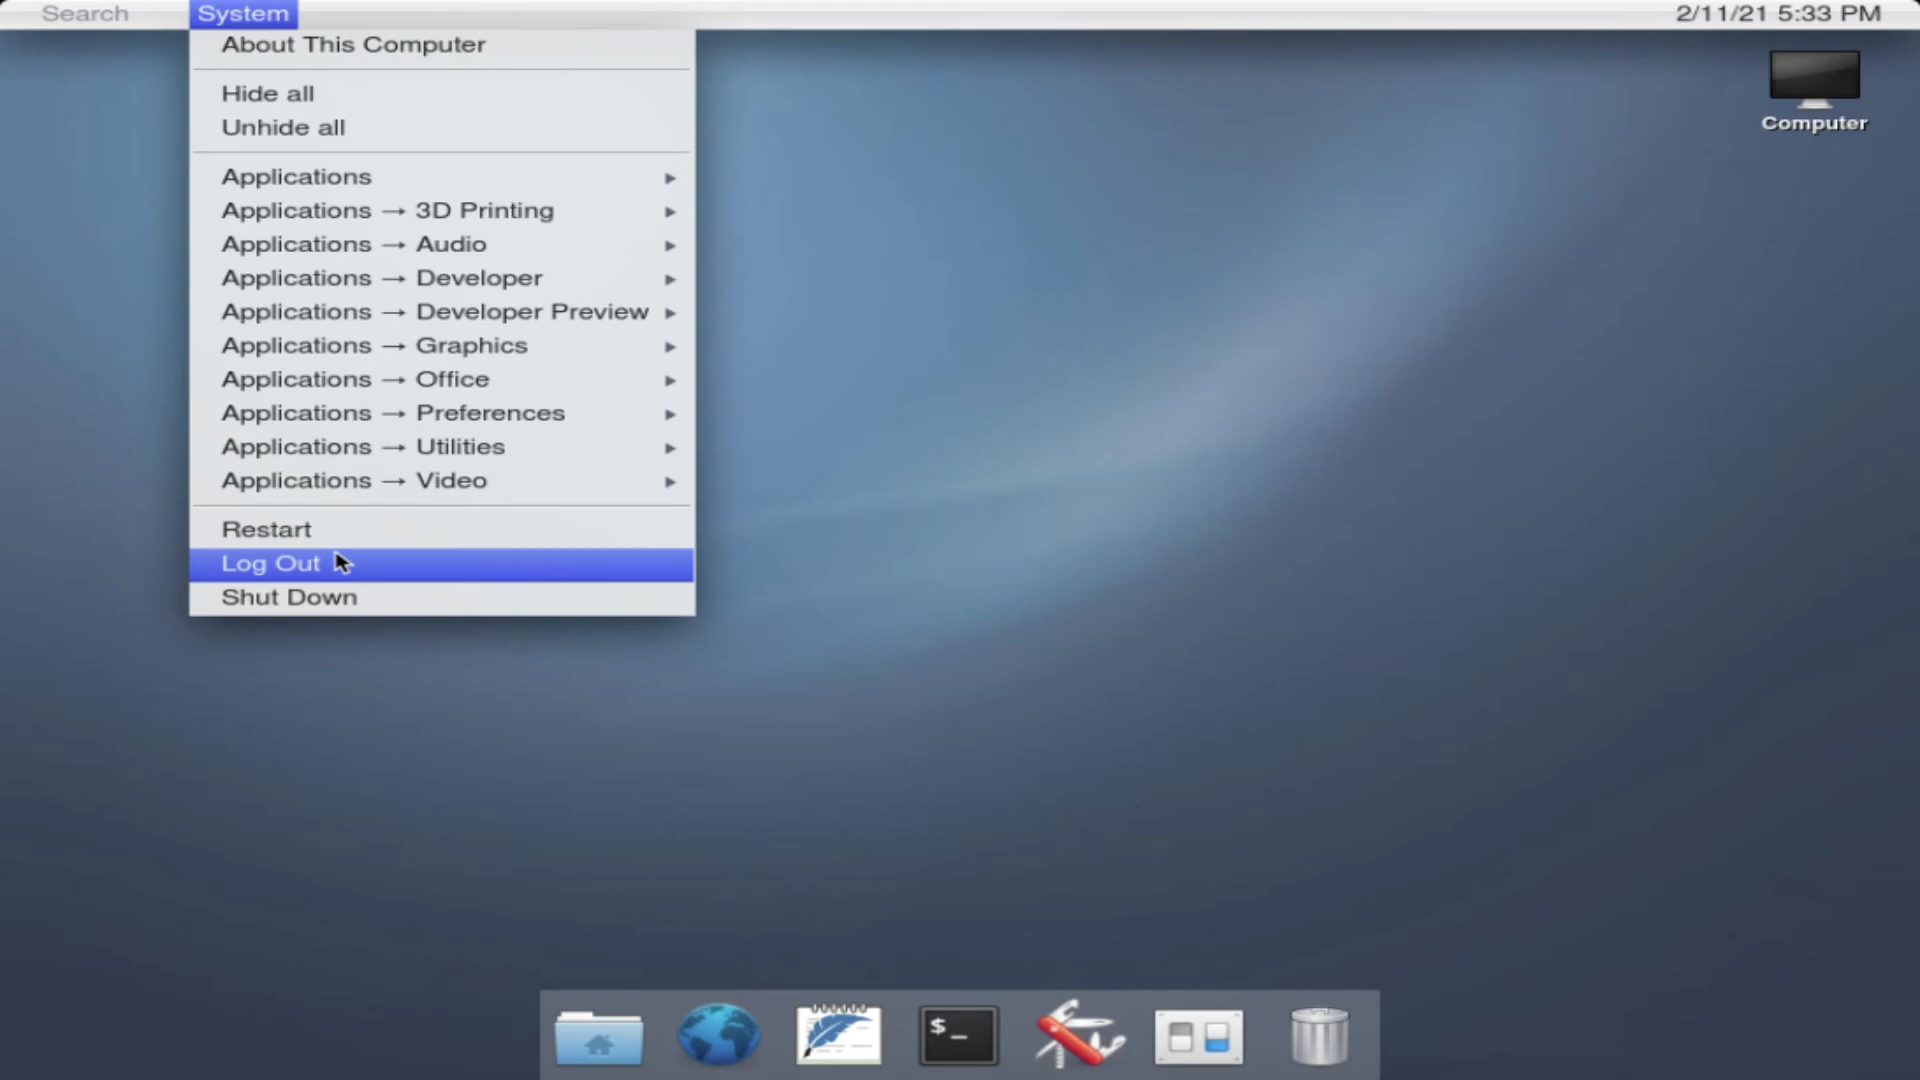 Search System 2/11/21 5:33 PM
About This Computer
Hide all
Unhide all
Applications
Applications → 3D Printing
Applications → Audio
Applications → Developer
Applications → Developer Preview
Applications → Graphics
Applications → Office
Applications → Preferences
Applications → Utilities
Applications → Video
Restart
Log Out
Shut Down
Computer
$ _